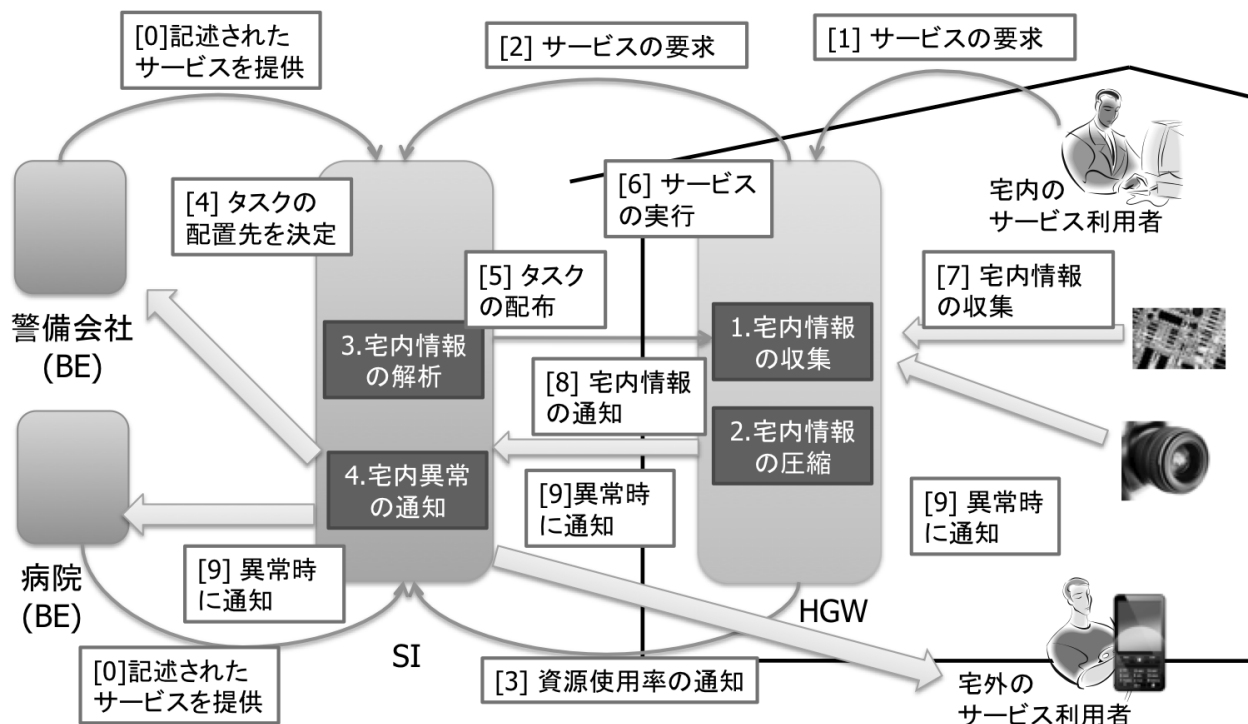 [0]記述された
サービスを提供
[2] サービスの要求
[1] サービスの要求
[4] タスクの
配置先を決定
[6] サービス
の実行
宅内の
サービス利用者
[5] タスク
の配布
[7] 宅内情報
の収集
警備会社
(BE)
3.宅内情報
の解析
1.宅内情報
の収集
[8] 宅内情報
の通知
2.宅内情報
の圧縮
4.宅内異常
の通知
[9]異常時
に通知
[9] 異常時
に通知
[9] 異常時
に通知
病院
(BE)
HGW
SI
[0]記述された
サービスを提供
[3] 資源使用率の通知
宅外の
サービス利用者